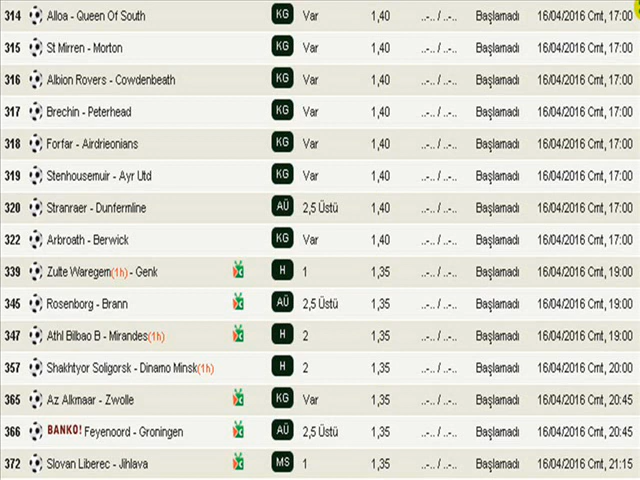 314 Alloa - Queen Of South KG Var 1,40 ..-.. / ..-.. Başlamadı 16/04/2016 Cmt, 17:00
315 St Mirren - Morton KG Var 1,40 ..-.. / ..-.. Başlamadı 16/04/2016 Cmt, 17:00
316 Albion Rovers - Cowdenbeath KG Var 1,40 ..-.. / ..-.. Başlamadı 16/04/2016 Cmt, 17:00
317 Brechin - Peterhead KG Var 1,40 ..-.. / ..-.. Başlamadı 16/04/2016 Cmt, 17:00
318 Forfar - Airdrieonians KG Var 1,40 ..-.. / ..-.. Başlamadı 16/04/2016 Cmt, 17:00
319 Stenhousemuir - Ayr Utd KG Var 1,40 ..-.. / ..-.. Başlamadı 16/04/2016 Cmt, 17:00
320 Stranraer - Dunfermline AÜ 2,5 Üstü 1,40 ..-.. / ..-.. Başlamadı 16/04/2016 Cmt, 17:00
322 Arbroath - Berwick KG Var 1,40 ..-.. / ..-.. Başlamadı 16/04/2016 Cmt, 17:00
339 Zulte Waregem(1h) - Genk H 1 1,35 ..-.. / ..-.. Başlamadı 16/04/2016 Cmt, 19:00
345 Rosenborg - Brann AÜ 2,5 Üstü 1,35 ..-.. / ..-.. Başlamadı 16/04/2016 Cmt, 19:00
347 Athl Bilbao B - Mirandes(1h) H 2 1,35 ..-.. / ..-.. Başlamadı 16/04/2016 Cmt, 19:00
357 Shakhtyor Soligorsk - Dinamo Minsk(1h) H 2 1,35 ..-.. / ..-.. Başlamadı 16/04/2016 Cmt, 20:00
365 Az Alkmaar - Zwolle KG Var 1,35 ..-.. / ..-.. Başlamadı 16/04/2016 Cmt, 20:45
366 BANKO! Feyenoord - Groningen AÜ 2,5 Üstü 1,35 ..-.. / ..-.. Başlamadı 16/04/2016 Cmt, 20:45
372 Slovan Liberec - Jihlava MS 1 1,35 ..-.. / ..-.. Başlamadı 16/04/2016 Cmt, 21:15